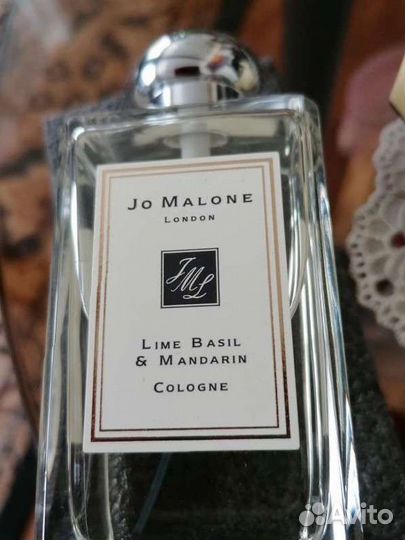 Jo Malone
London
JML
Lime Basil
& Mandarin
Cologne
Avito